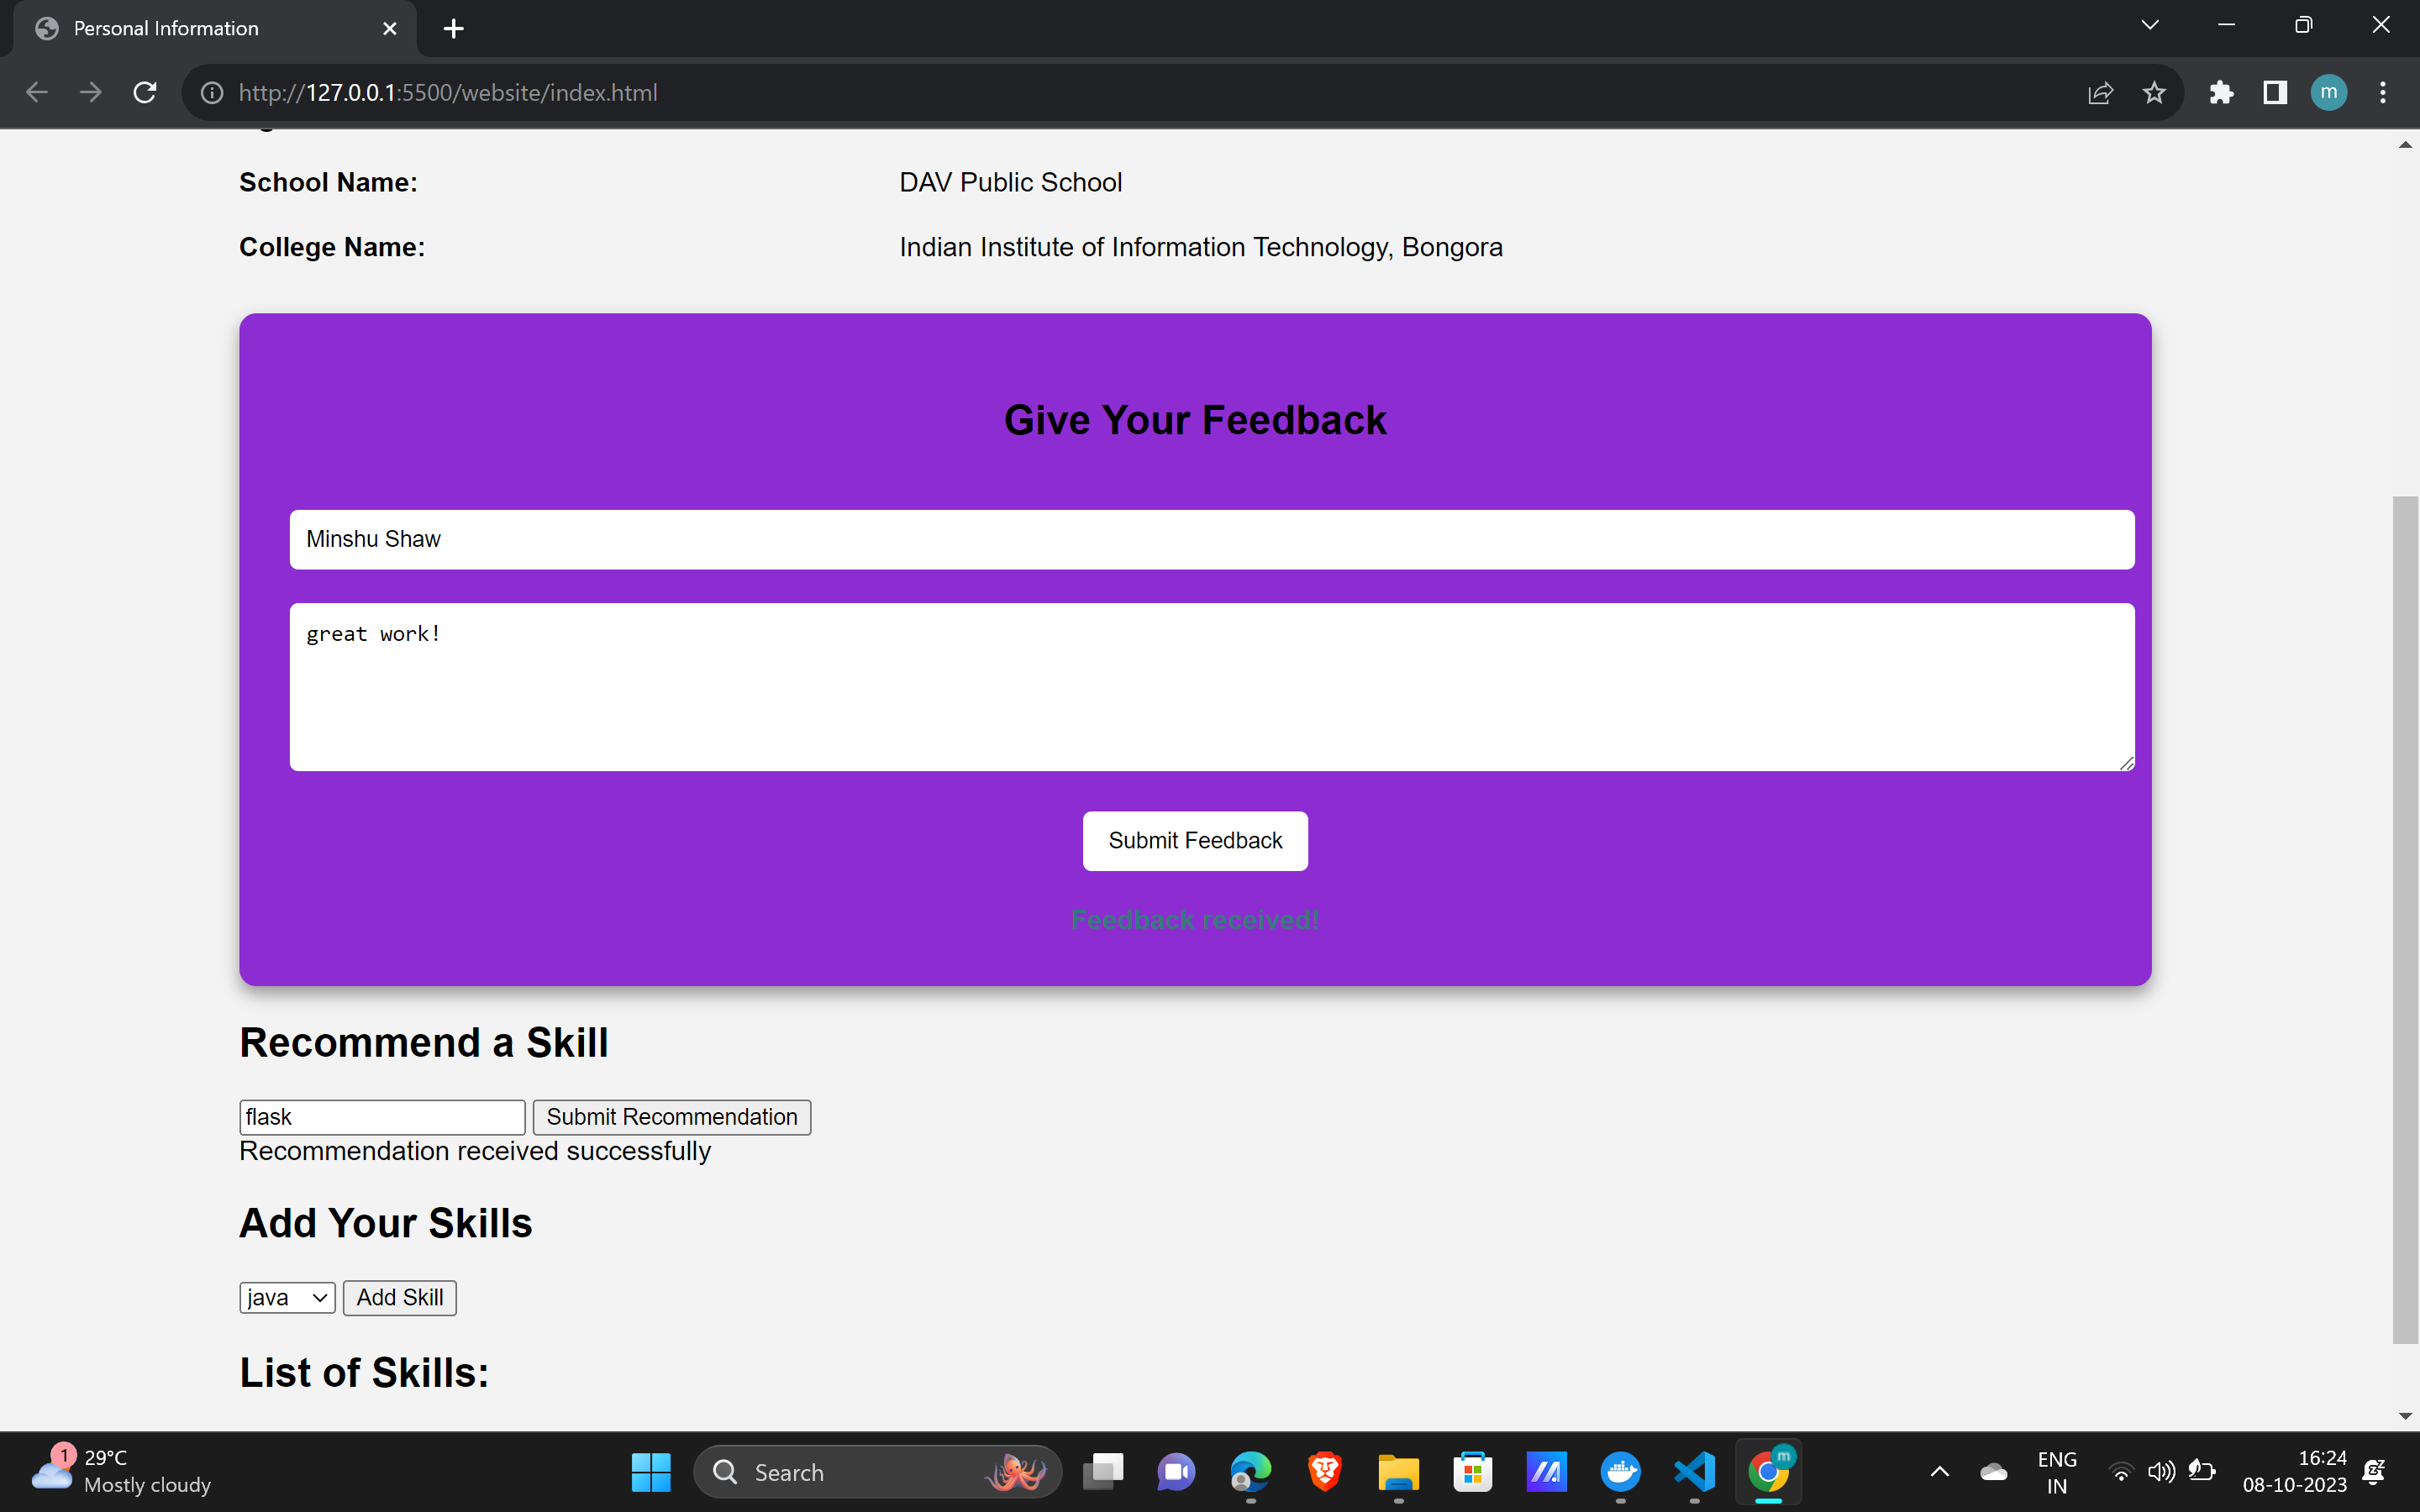 Personal Information
http://127.0.0.1:5500/website/index.html
m
School Name: DAV Public School
College Name: Indian Institute of Information Technology, Bongora
Give Your Feedback
Minshu Shaw
great work!
Submit Feedback
Feedback received!
Recommend a Skill
flask Submit Recommendation
Recommendation received successfully
Add Your Skills
java Add Skill
List of Skills:
1 29°C
Mostly cloudy
Search
m
ENG
IN
16:24
08-10-2023